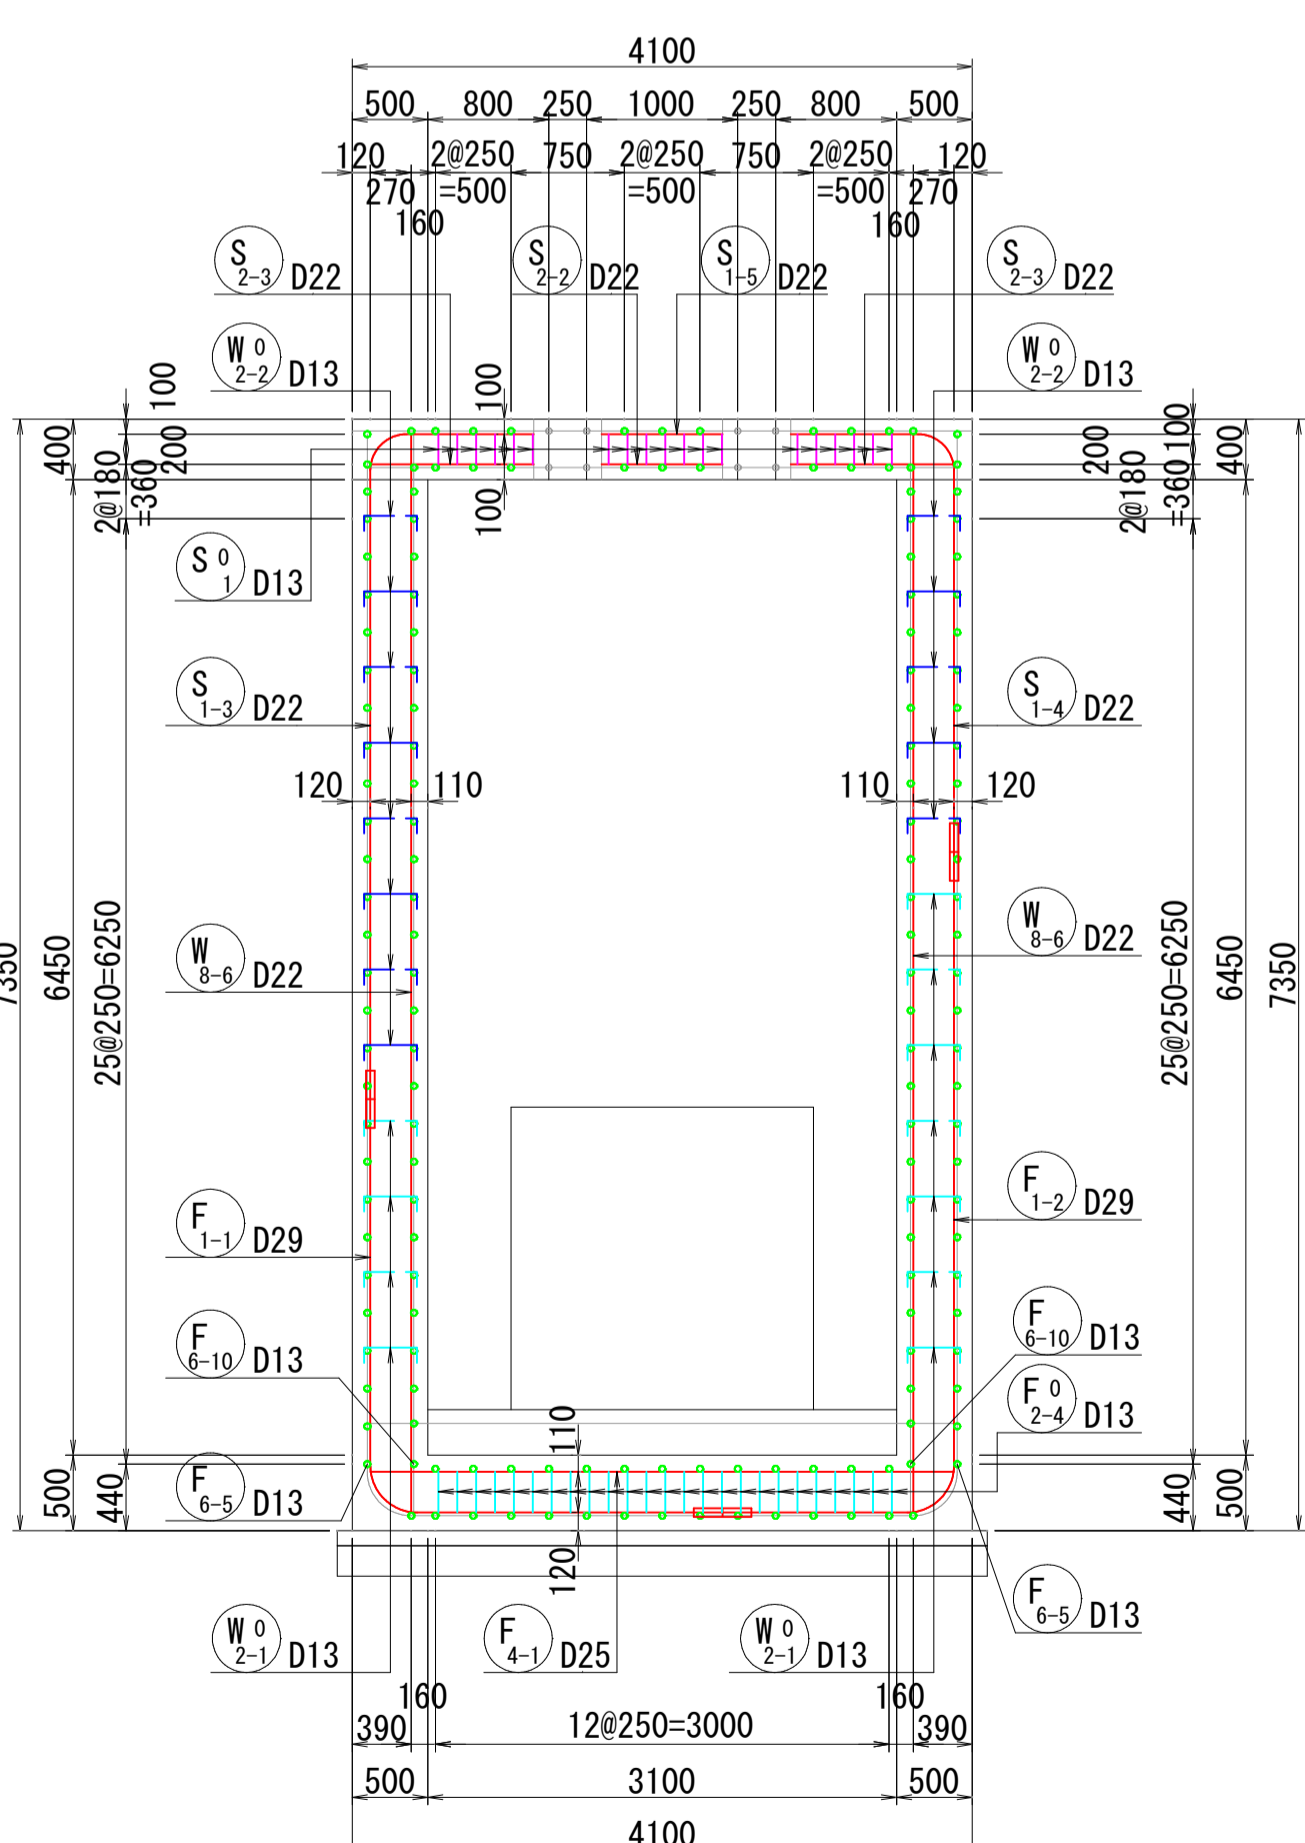 4100
500 800 250 1000 250 800 500
120 2@250 750 2@250 750 2@250 120
270 =500 =500 =500 270
160 160
S 2-3 D22
S 2-2 D22
S 1-5 D22
S 2-3 D22
W 0 2-2 D13
W 0 2-2 D13
100 100 100
400 200 200 400
2@180 =360
100
2@180 =360
S 0 1 D13
S 1-3 D22
S 1-4 D22
120 110 110 120
W 8-6 D22
W 8-6 D22
7350 6450 25@250=6250
25@250=6250 6450 7350
F 1-1 D29
F 1-2 D29
F 6-10 D13
F 6-10 D13
F 0 2-4 D13
110
F 6-5 D13
500 440 440 500
120
F 6-5 D13
W 0 2-1 D13
F 4-1 D25
W 0 2-1 D13
160 160
390 12@250=3000 390
500 3100 500
4100